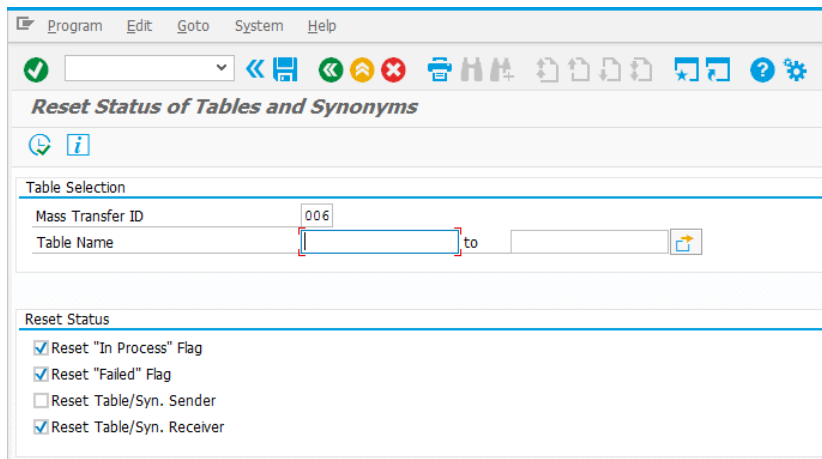 Program Edit Goto System Help
Reset Status of Tables and Synonyms
Table Selection
Mass Transfer ID 006
Table Name to
Reset Status
Reset "In Process" Flag
Reset "Failed" Flag
Reset Table/Syn. Sender
Reset Table/Syn. Receiver